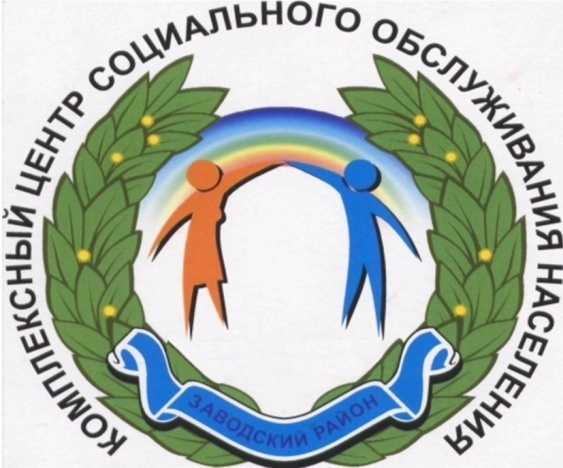 КОМПЛЕКСНЫЙ ЦЕНТР СОЦИАЛЬНОГО ОБСЛУЖИВАНИЯ НАСЕЛЕНИЯ
ЗАВОДСКИЙ РАЙОН